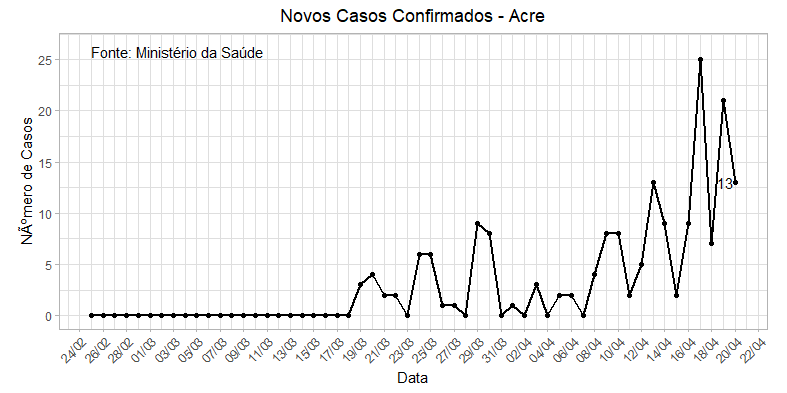 Novos Casos Confirmados - Acre
Fonte: Ministério da Saúde
NÃºmero de Casos
25
20
15
10
5
0
13
24/02 26/02 28/02 01/03 03/03 05/03 07/03 09/03 11/03 13/03 15/03 17/03 19/03 21/03 23/03 25/03 27/03 29/03 31/03 02/04 04/04 06/04 08/04 10/04 12/04 14/04 16/04 18/04 20/04 22/04
Data